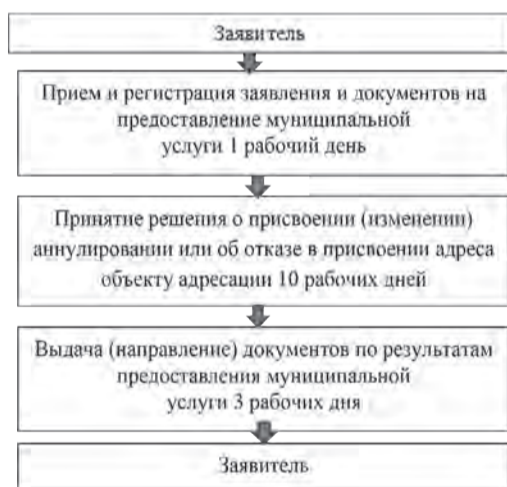 Заявитель
Прием и регистрация заявления и документов на
предоставление муниципальной
услуги 1 рабочий день
Принятие решения о присвоении (изменении)
аннулировании или об отказе в присвоении адреса
объекту адресации 10 рабочих дней
Выдача (направление) документов по результатам
предоставления муниципальной
услуги 3 рабочих дня
Заявитель